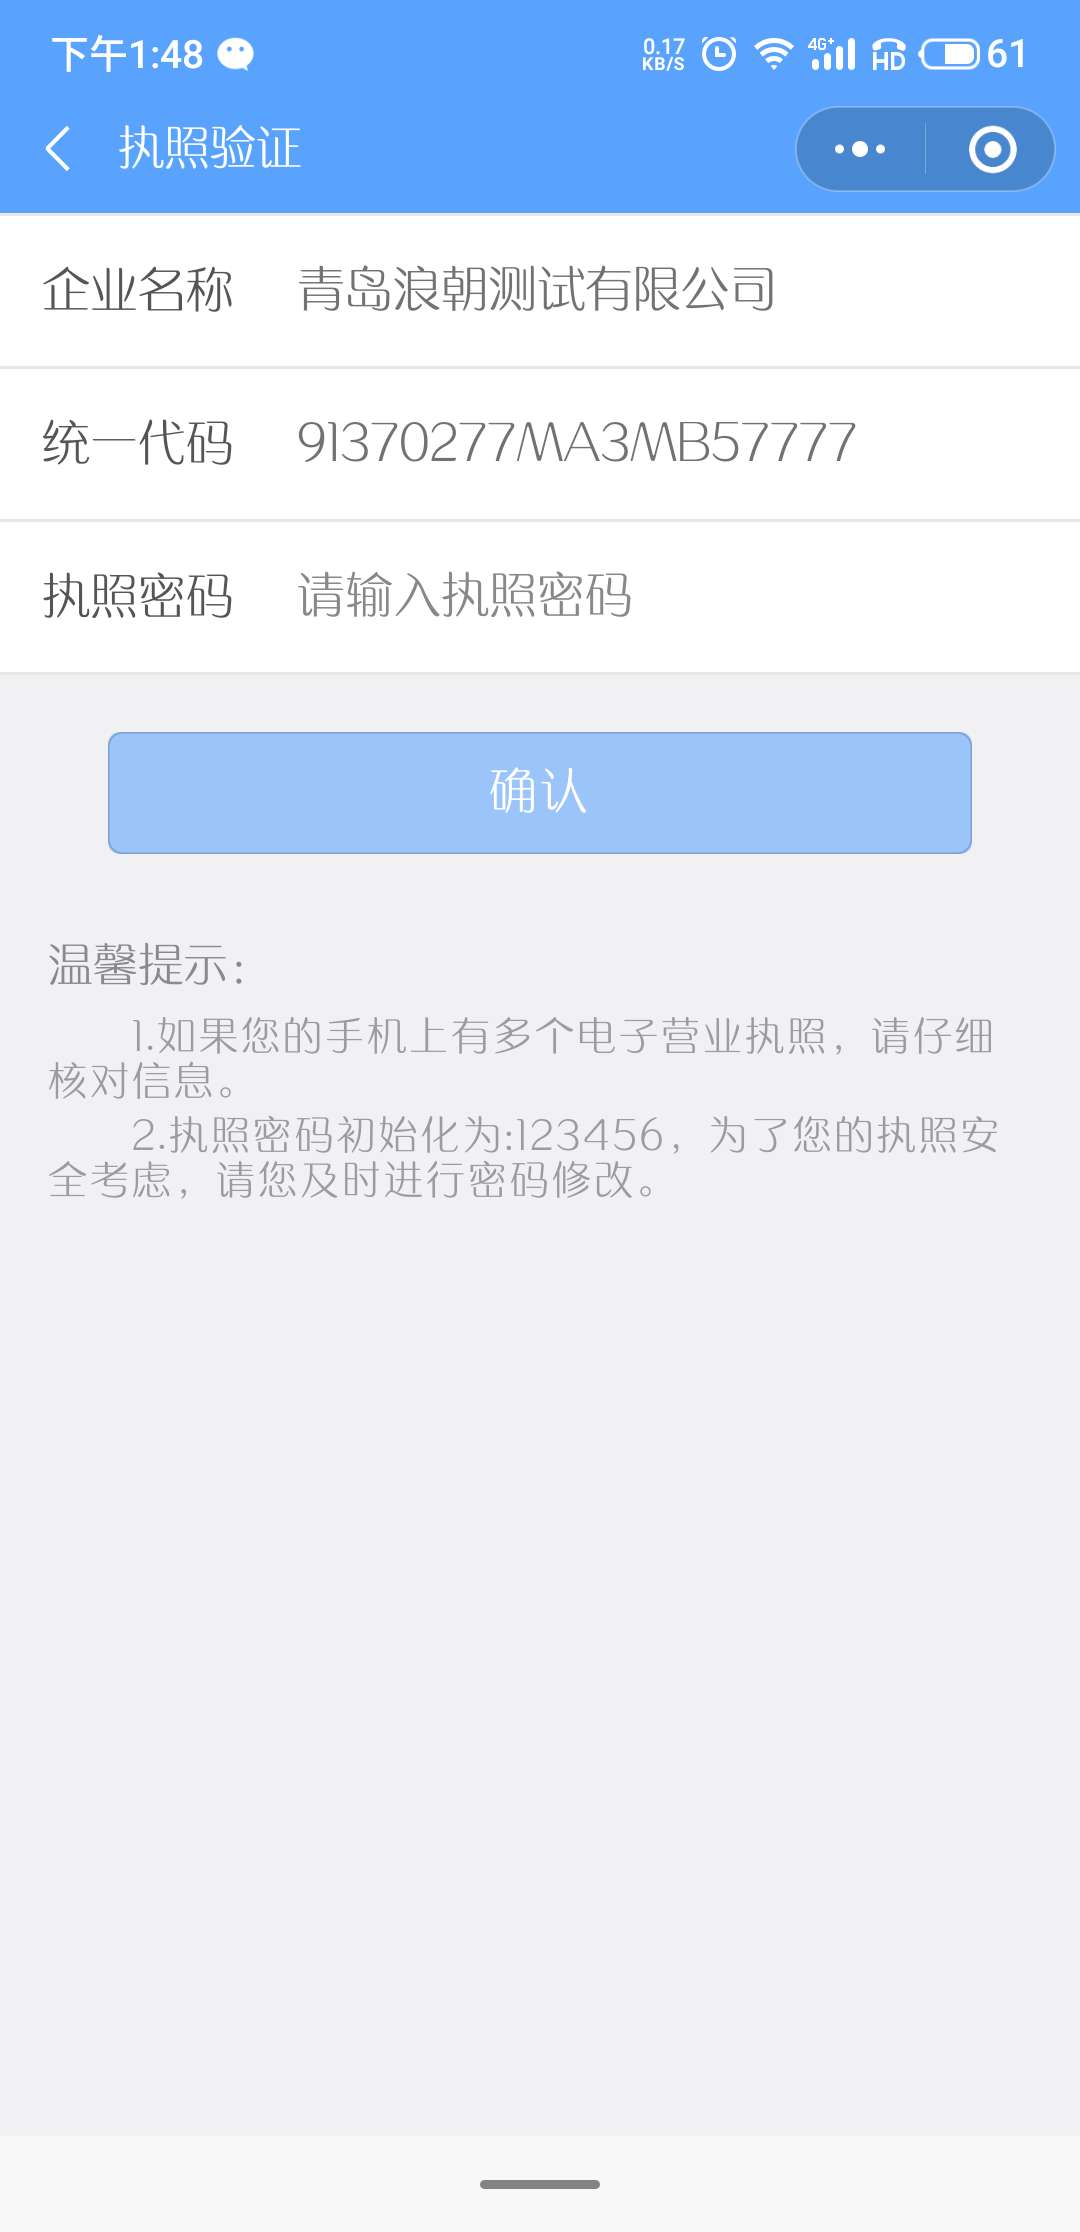 下午1:48
0.17
KB/S
4G+
HD
61
执照验证
企业名称 青岛浪朝测试有限公司
统一代码 91370277MA3MB57777
执照密码 请输入执照密码
确认
温馨提示：
1.如果您的手机上有多个电子营业执照，请仔细
核对信息。
2.执照密码初始化为:123456，为了您的执照安
全考虑，请您及时进行密码修改。